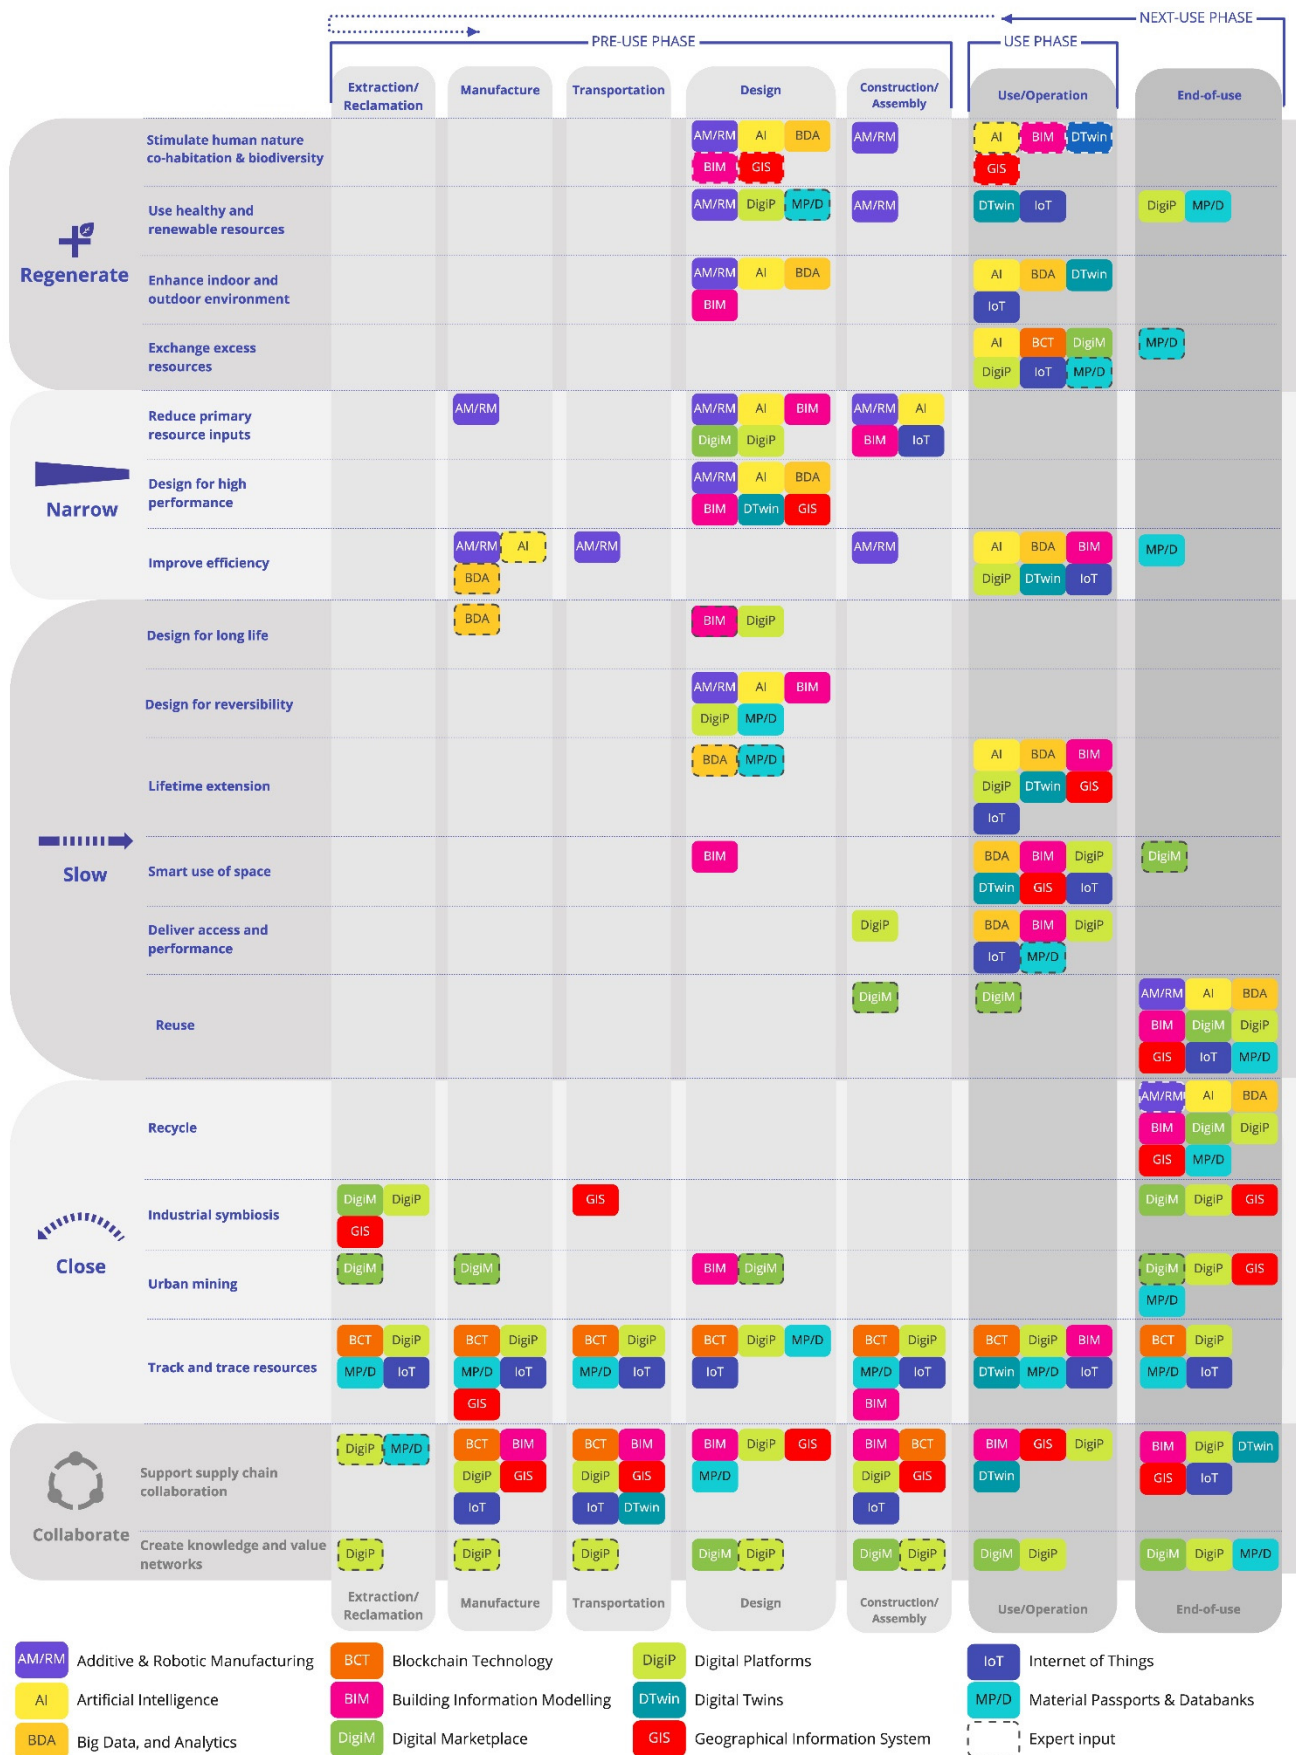 NEXT-USE PHASE
PRE-USE PHASE
USE PHASE
Extraction/
Reclamation
Manufacture
Transportation
Design
Construction/
Assembly
Use/Operation
End-of-use
Regenerate
Stimulate human nature
co-habitation & biodiversity
AM/RM AI BDA
BIM GIS
AM/RM
AI BIM DTwin
GIS
Use healthy and
renewable resources
AM/RM DigiP MP/D
AM/RM
DTwin IoT
DigiP MP/D
Enhance indoor and
outdoor environment
AM/RM AI BDA
BIM
AI BDA DTwin
IoT
Exchange excess
resources
AI BCT DigiM
DigiP IoT MP/D
MP/D
Narrow
Reduce primary
resource inputs
AM/RM
AM/RM AI BIM
DigiM DigiP
AM/RM AI
BIM IoT
Design for high
performance
AM/RM AI BDA
BIM DTwin GIS
Improve efficiency
AM/RM AI
BDA
AM/RM
AM/RM
AI BDA BIM
DigiP DTwin IoT
MP/D
Slow
Design for long life
BDA
BIM DigiP
Design for reversibility
AM/RM AI BIM
DigiP MP/D
Lifetime extension
BDA MP/D
AI BDA BIM
DigiP DTwin GIS
IoT
Smart use of space
BIM
BDA BIM DigiP
DTwin GIS IoT
DigiM
Deliver access and
performance
DigiP
BDA BIM DigiP
IoT MP/D
Reuse
DigiM
DigiM
AM/RM AI BDA
BIM DigiM DigiP
GIS IoT MP/D
Close
Recycle
AM/RM AI BDA
BIM DigiM DigiP
GIS MP/D
Industrial symbiosis
DigiM DigiP
GIS
GIS
DigiM DigiP GIS
Urban mining
DigiM
DigiM
BIM DigiM
DigiM DigiP GIS
MP/D
Track and trace resources
BCT DigiP
MP/D IoT
BCT DigiP
MP/D IoT
GIS
BCT DigiP
MP/D IoT
BCT DigiP MP/D
IoT
BCT DigiP
MP/D IoT
BIM
BCT DigiP BIM
DTwin MP/D IoT
BCT DigiP
MP/D IoT
Collaborate
Support supply chain
collaboration
DigiP MP/D
BCT BIM
DigiP GIS
IoT
BCT BIM
DigiP GIS
IoT DTwin
BIM DigiP GIS
MP/D
BIM BCT
DigiP GIS
IoT
BIM GIS DigiP
DTwin
BIM DigiP DTwin
GIS IoT
Create knowledge and value
networks
DigiP
DigiP
DigiP
DigiM DigiP
DigiM DigiP
DigiM DigiP
DigiM DigiP MP/D
Extraction/
Reclamation
Manufacture
Transportation
Design
Construction/
Assembly
Use/Operation
End-of-use
AM/RM Additive & Robotic Manufacturing
BCT Blockchain Technology
DigiP Digital Platforms
IoT Internet of Things
AI Artificial Intelligence
BIM Building Information Modelling
DTwin Digital Twins
MP/D Material Passports & Databanks
BDA Big Data, and Analytics
DigiM Digital Marketplace
GIS Geographical Information System
Expert input